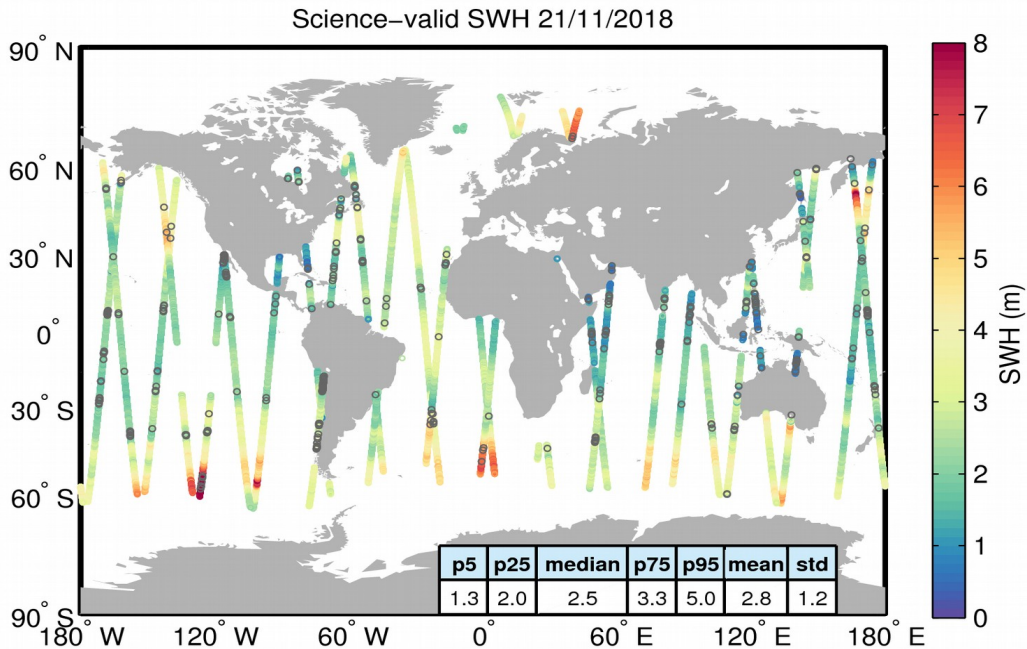 Science−valid SWH 21/11/2018
90° N
60° N
30° N
0°
30° S
60° S
90° S
180° W
120° W
60° W
0°
60° E
120° E
180° E
p5 p25 median p75 p95 mean std
1.3 2.0 2.5 3.3 5.0 2.8 1.2
8
7
6
5
4
3
2
1
0
SWH (m)